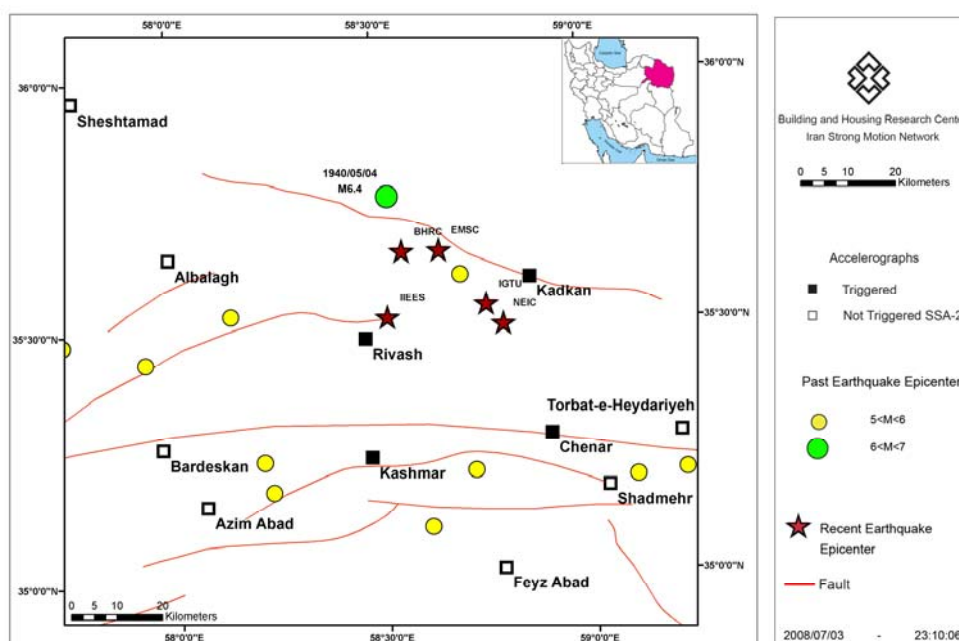 58°0'0"E
58°30'0"E
59°0'0"E
36°0'0"N
36°0'0"N
Sheshtamad
1940/05/04
M6.4
BHRC
EMSC
Albalagh
IGTU
Kadkan
IIEES
NEIC
35°30'0"N
35°30'0"N
Rivash
Torbat-e-Heydariyeh
Chenar
Bardeskan
Kashmar
Shadmehr
Azim Abad
Feyz Abad
35°0'0"N
35°0'0"N
0 5 10 20
Kilometers
58°0'0"E
58°30'0"E
59°0'0"E
Building and Housing Research Cente
Iran Strong Motion Network
0 5 10 20
Kilometers
Accelerographs
Triggered
Not Triggered SSA-2
Past Earthquake Epicenter
5<M<6
6<M<7
Recent Earthquake
Epicenter
Fault
2008/07/03 - 23:10:06